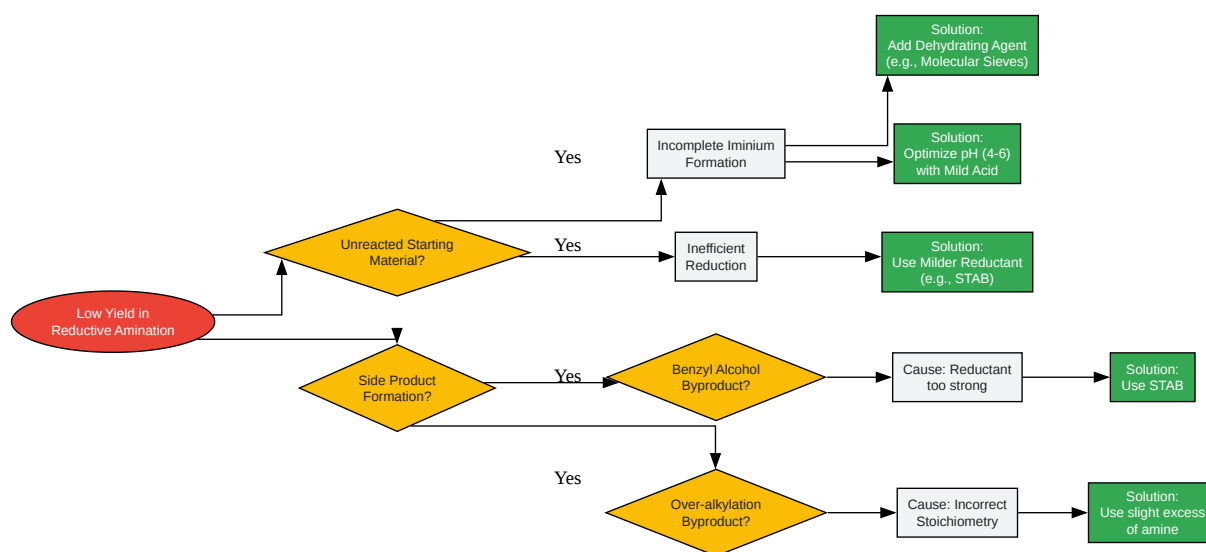 Solution:
Add Dehydrating Agent
(e.g., Molecular Sieves)
Solution:
Optimize pH (4-6)
with Mild Acid
Yes
Incomplete Iminium
Formation
Unreacted Starting
Material?
Yes
Inefficient
Reduction
Solution:
Use Milder Reductant
(e.g., STAB)
Low Yield in
Reductive Amination
Side Product
Formation?
Yes
Benzyl Alcohol
Byproduct?
Cause: Reductant
too strong
Solution:
Use STAB
Yes
Over-alkylation
Byproduct?
Cause: Incorrect
Stoichiometry
Solution:
Use slight excess
of amine